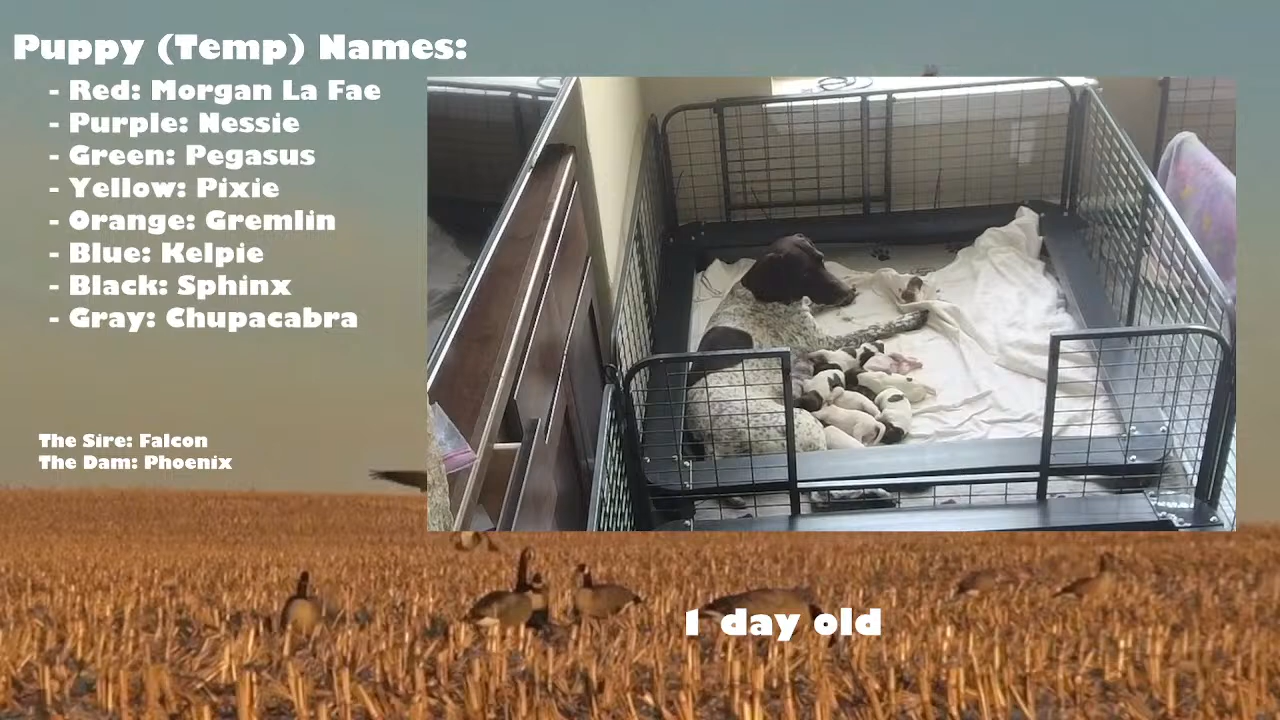 Puppy (Temp) Names:
- Red: Morgan La Fae
- Purple: Nessie
- Green: Pegasus
- Yellow: Pixie
- Orange: Gremlin
- Blue: Kelpie
- Black: Sphinx
- Gray: Chupacabra
The Sire: Falcon
The Dam: Phoenix
1 day old